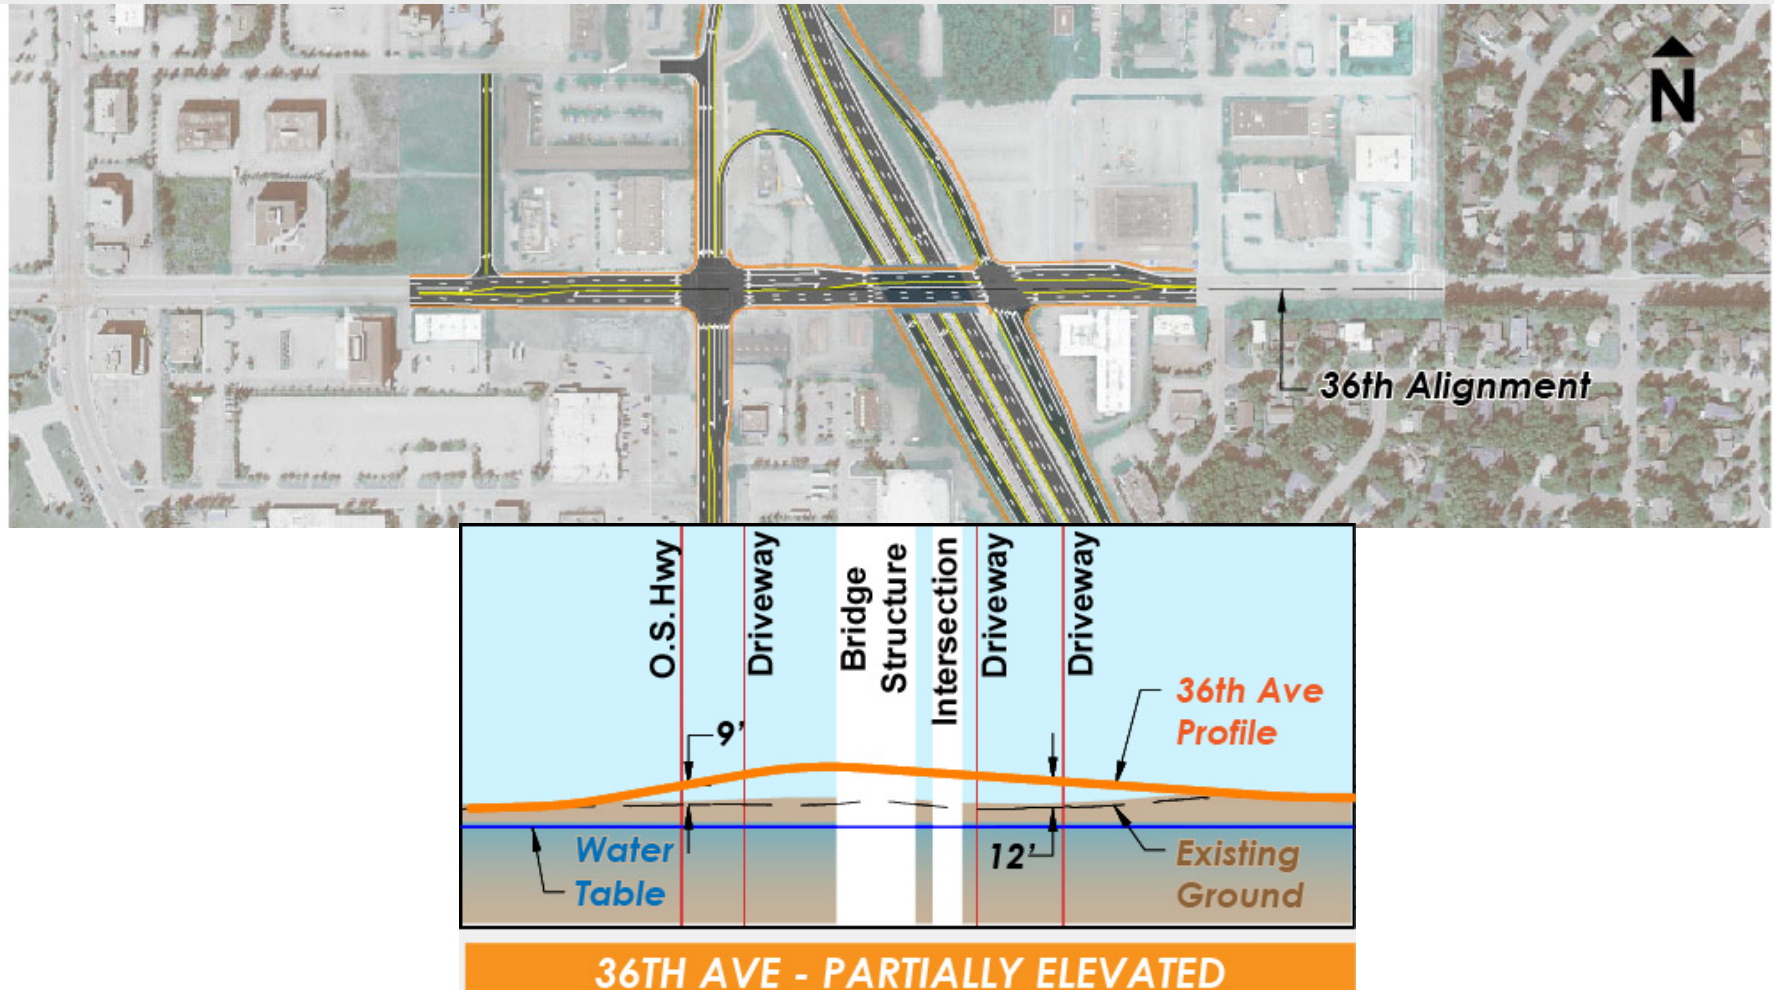 N
36th Alignment
O.S. Hwy
Driveway
Bridge
Structure
Intersection
Driveway
Driveway
9’
36th Ave
Profile
12’
Water
Table
Existing
Ground
36TH AVE - PARTIALLY ELEVATED